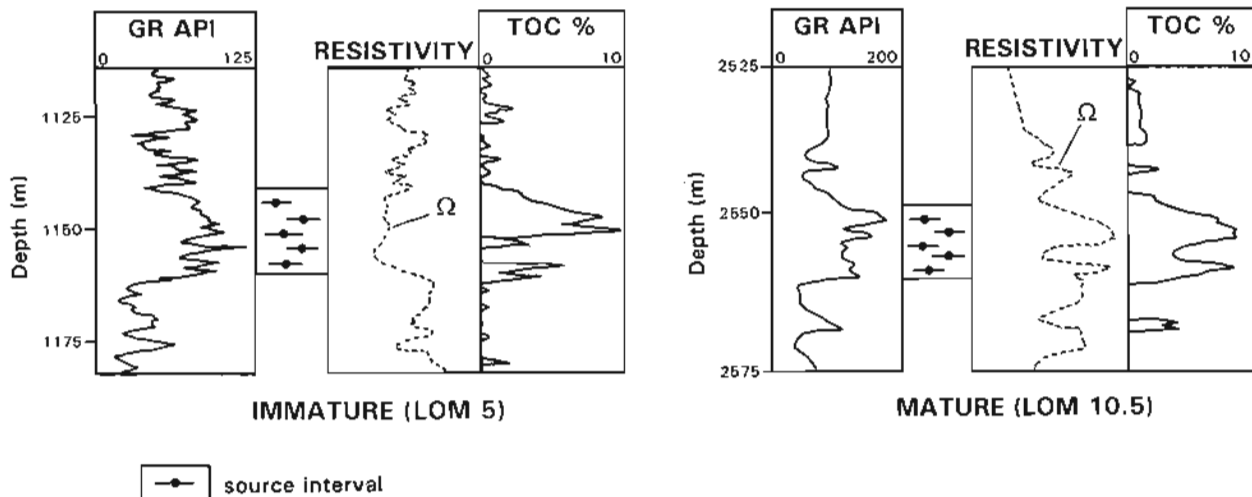 GR API
0 125
RESISTIVITY
TOC %
0 10
Depth (m)
1125
1150
1175
Ω
IMMATURE (LOM 5)
GR API
0 200
RESISTIVITY
TOC %
0 10
Depth (m)
2525
2550
2575
Ω
MATURE (LOM 10.5)
source interval